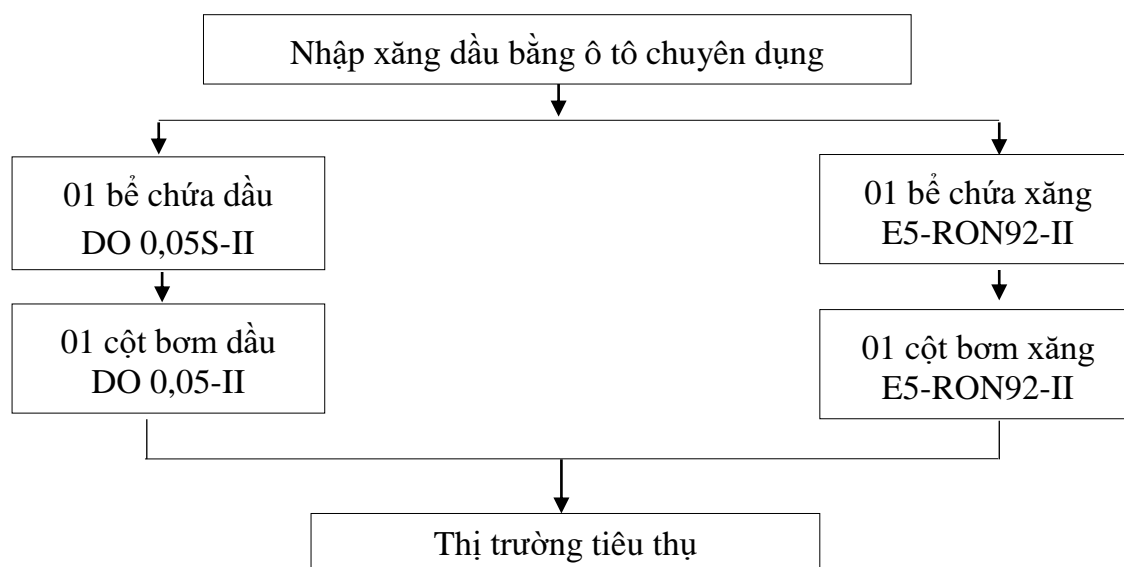 Nhập xăng dầu bằng ô tô chuyên dụng
01 bể chứa dầu
DO 0,05S-II
01 bể chứa xăng
E5-RON92-II
01 cột bơm dầu
DO 0,05-II
01 cột bơm xăng
E5-RON92-II
Thị trường tiêu thụ